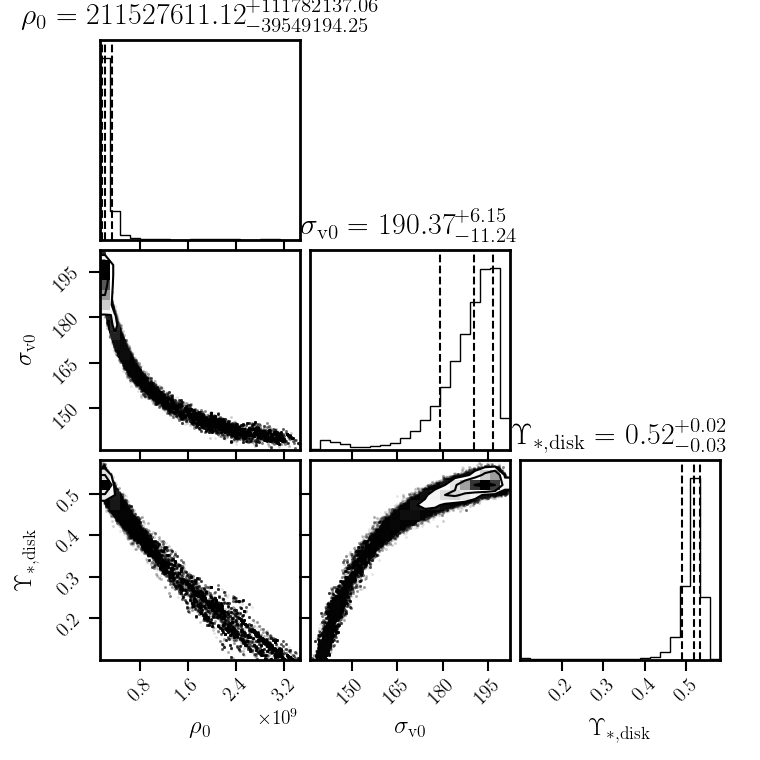 ρ₀ = 211527611.12 +111782137.06 −39549194.25
σᵥ₀ = 190.37 +6.15 −11.24
195
180
165
150
σᵥ₀
ϒ*,disk = 0.52 +0.02 −0.03
0.5
0.4
0.3
0.2
ϒ*,disk
0.8 1.6 2.4 3.2
×10⁹
ρ₀
150 165 180 195
σᵥ₀
0.2 0.3 0.4 0.5
ϒ*,disk